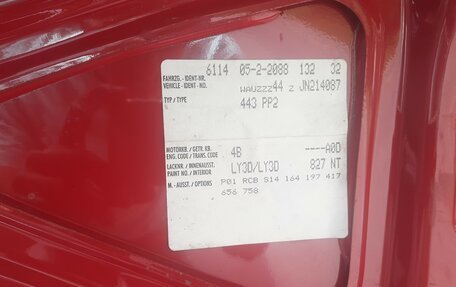 6114 05-2-2088 132 32
FAHRZG.-IDENT-NR.
VEHICLE-IDENT-NO. WAUZZZ44 Z JN214087
TYP/TYPE 443 PP2
MOTORKB./GETR.KB.
ENG.CODE/TRANS.CODE 4B ----AOD
LACKNR./INNENAUSST.
PAINT NO./INTERIOR LY3D/LY3D 827 NT
M.-AUSST./OPTIONS P01 RCB S14 164 197 417
656 758